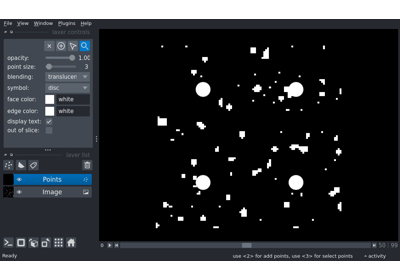 File View Window Plugins Help
layer controls
opacity: 1.00
point size: 3
blending: translucen
symbol: disc
face color: white
edge color: white
display text:
out of slice:
layer list
Points
Image
0
50 99
Ready
use <2> for add points, use <3> for select points
activity